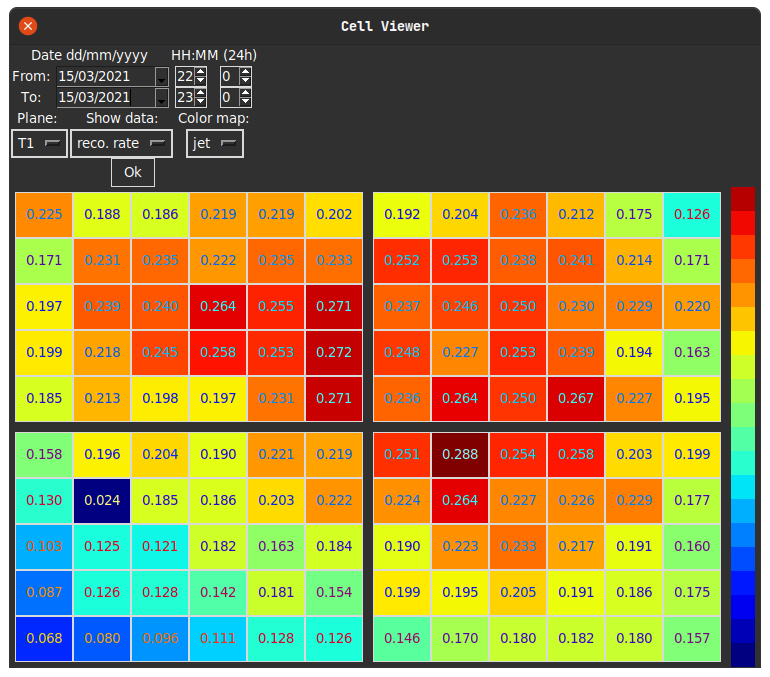 Cell Viewer
Date dd/mm/yyyy HH:MM (24h)
From: 15/03/2021 22 0
To: 15/03/2021 23 0
Plane: Show data: Color map:
T1 reco. rate jet
Ok
0.225 0.188 0.186 0.219 0.219 0.202 0.192 0.204 0.236 0.212 0.175 0.126
0.171 0.231 0.235 0.222 0.235 0.233 0.252 0.253 0.238 0.241 0.214 0.171
0.197 0.239 0.240 0.264 0.255 0.271 0.237 0.246 0.250 0.230 0.229 0.220
0.199 0.218 0.245 0.258 0.253 0.272 0.248 0.227 0.253 0.239 0.194 0.163
0.185 0.213 0.198 0.197 0.231 0.271 0.236 0.264 0.250 0.267 0.227 0.195
0.158 0.196 0.204 0.190 0.221 0.219 0.251 0.288 0.254 0.258 0.203 0.199
0.130 0.024 0.185 0.186 0.203 0.222 0.224 0.264 0.227 0.226 0.229 0.177
0.103 0.125 0.121 0.182 0.163 0.184 0.190 0.223 0.233 0.217 0.191 0.160
0.087 0.126 0.128 0.142 0.181 0.154 0.199 0.195 0.205 0.191 0.186 0.175
0.068 0.080 0.096 0.111 0.128 0.126 0.146 0.170 0.180 0.182 0.180 0.157